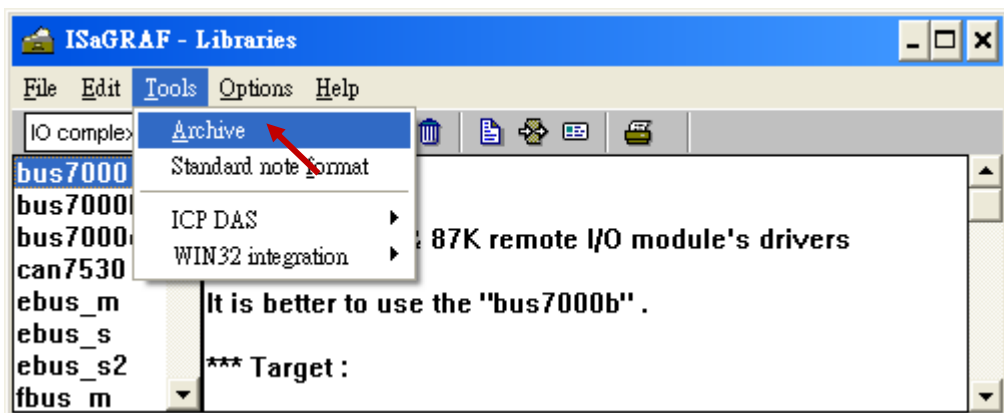 ISaGRAF - Libraries
File Edit Tools Options Help
IO complex
Archive
Standard note format
ICP DAS
WIN32 integration
bus7000
bus7000
bus7000
can7530
ebus_m
ebus_s
ebus_s2
fbus_m
87K remote I/O module's drivers
It is better to use the "bus7000b" .
*** Target :